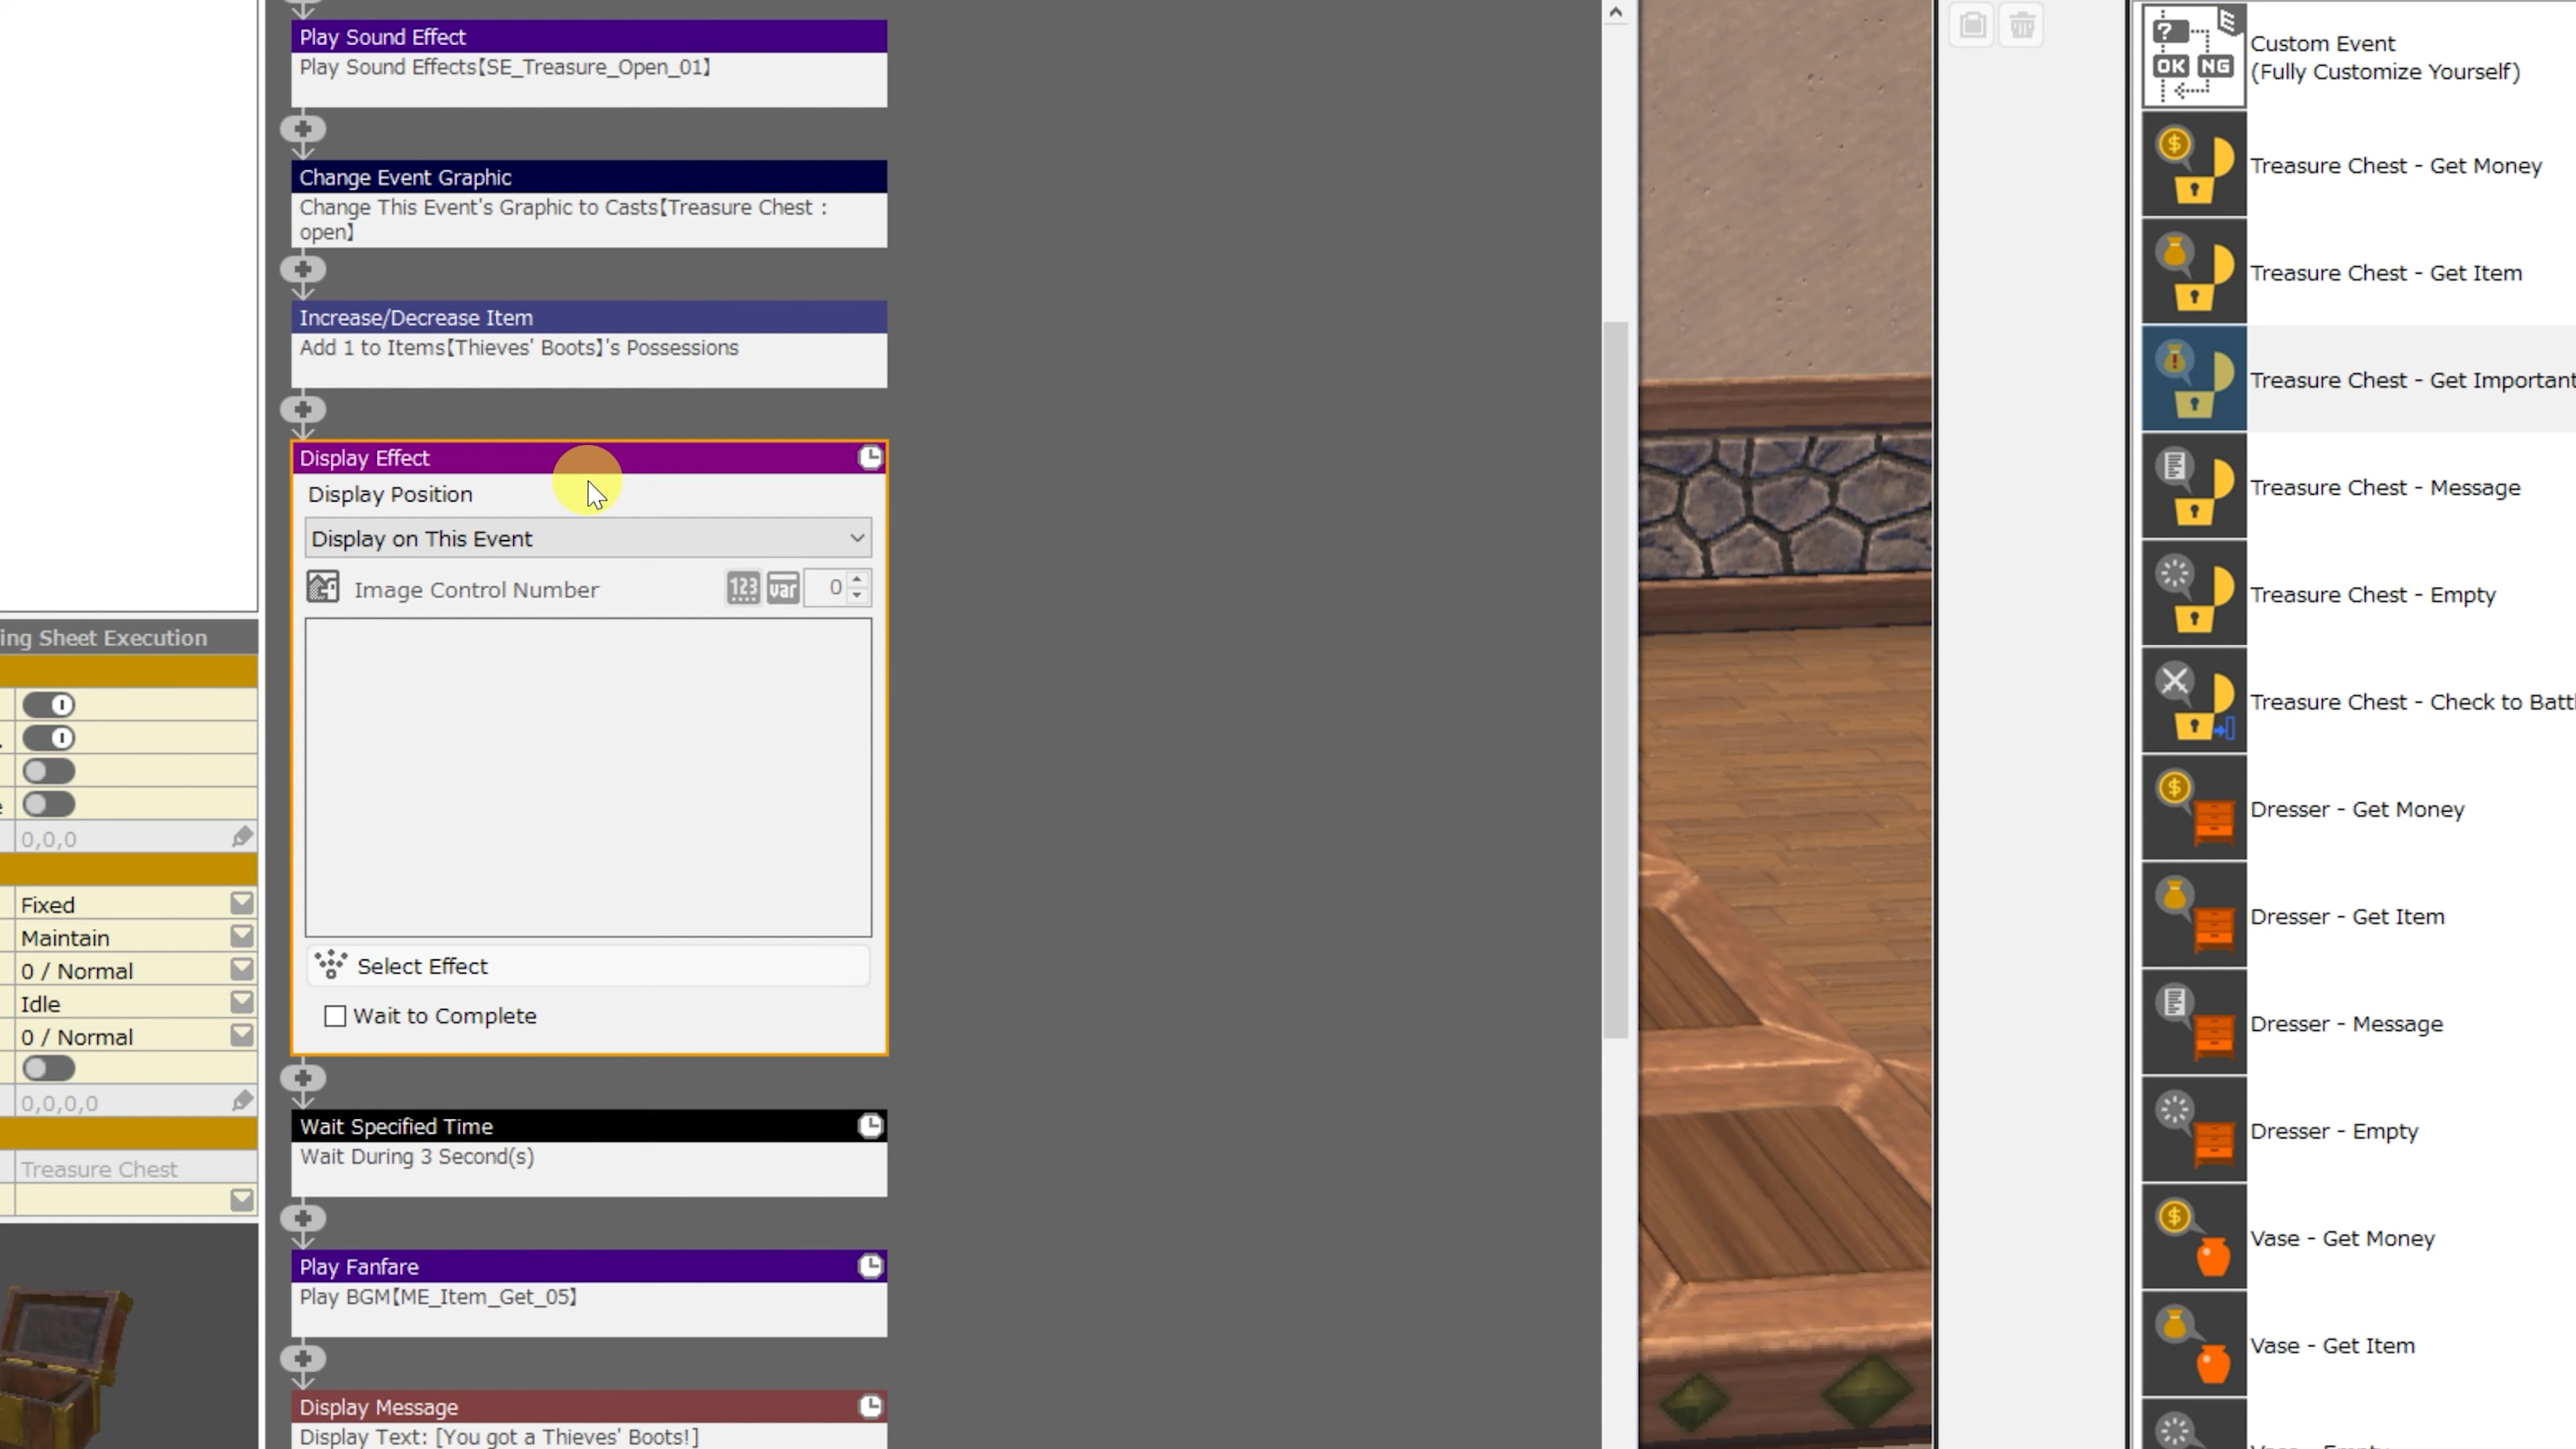 Play Sound Effect
Play Sound Effects【SE_Treasure_Open_01】
Change Event Graphic
Change This Event's Graphic to Casts【Treasure Chest :
open】
Increase/Decrease Item
Add 1 to Items【Thieves' Boots】's Possessions
Display Effect
Display Position
Display on This Event
Image Control Number
123
var
0
Select Effect
Wait to Complete
Wait Specified Time
Wait During 3 Second(s)
Play Fanfare
Play BGM【ME_Item_Get_05】
Display Message
Display Text: [You got a Thieves' Boots!]
ing Sheet Execution
0,0,0
Fixed
Maintain
0 / Normal
Idle
0 / Normal
0,0,0,0
Treasure Chest
? E
OK NG
Custom Event
(Fully Customize Yourself)
Treasure Chest - Get Money
Treasure Chest - Get Item
Treasure Chest - Get Important
Treasure Chest - Message
Treasure Chest - Empty
Treasure Chest - Check to Battl
Dresser - Get Money
Dresser - Get Item
Dresser - Message
Dresser - Empty
Vase - Get Money
Vase - Get Item